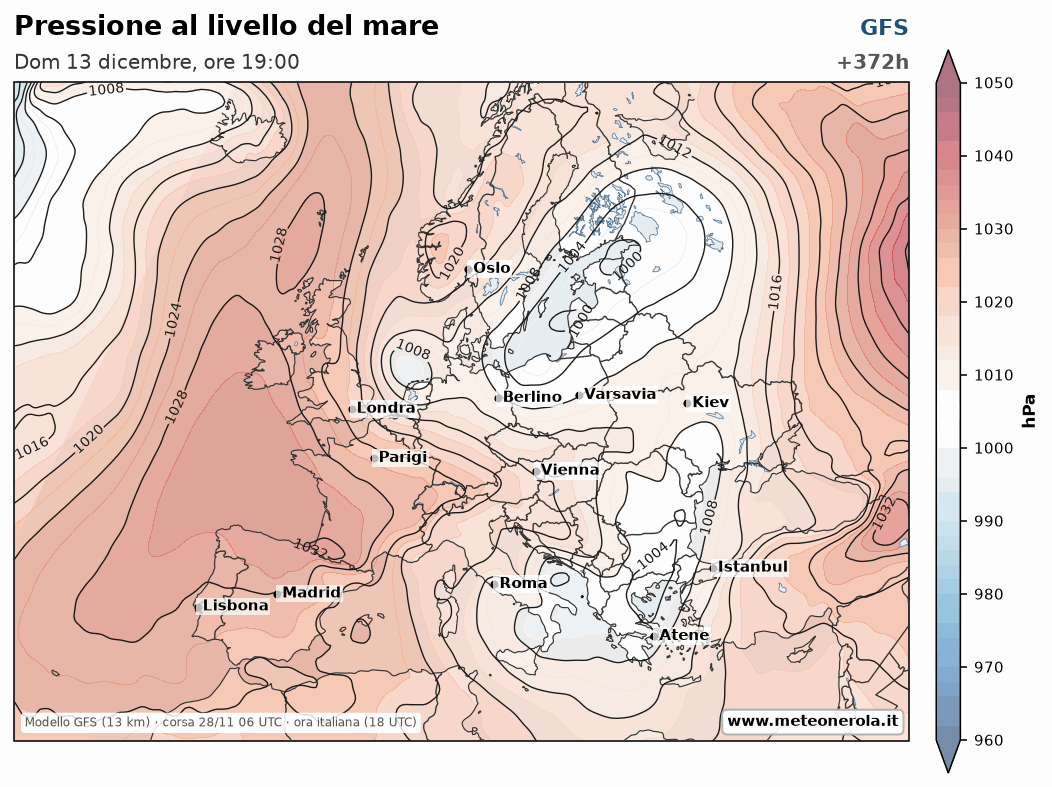 Pressione al livello del mare
GFS
Dom 13 dicembre, ore 19:00
+372h
1008
1012
1028
1020
Oslo
1004
1008
1000
1000
1016
1024
1008
1028
Londra
Berlino
Varsavia
Kiev
1016
1020
Parigi
Vienna
1008
1032
1032
1004
Lisbona
Madrid
Roma
Istanbul
Atene
Modello GFS (13 km) · corsa 28/11 06 UTC · ora italiana (18 UTC)
www.meteonerola.it
1050
1040
1030
1020
1010
1000
990
980
970
960
hPa